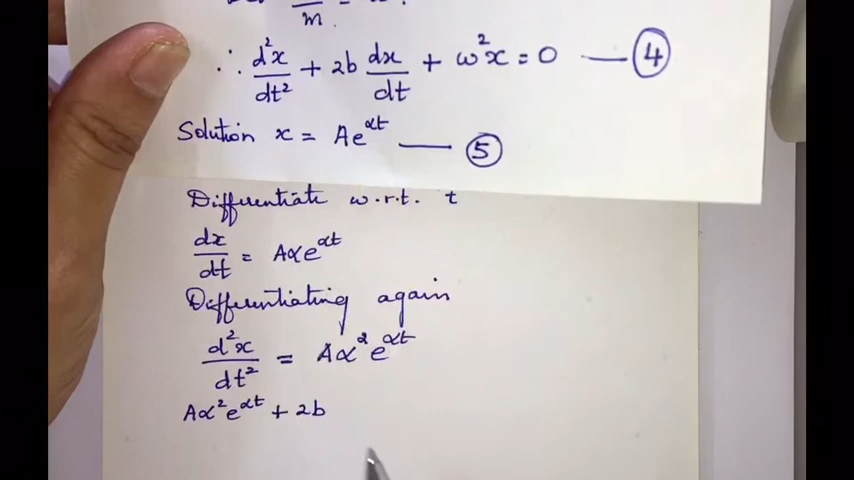 m
∴ d²x/dt² + 2b dx/dt + ω²x = 0 —— ④
Solution x = Ae^αt —— ⑤
Differentiate w.r.t. t
dx/dt = Aαe^αt
Differentiating again
d²x/dt² = Aα²e^αt
Aα²e^αt + 2b